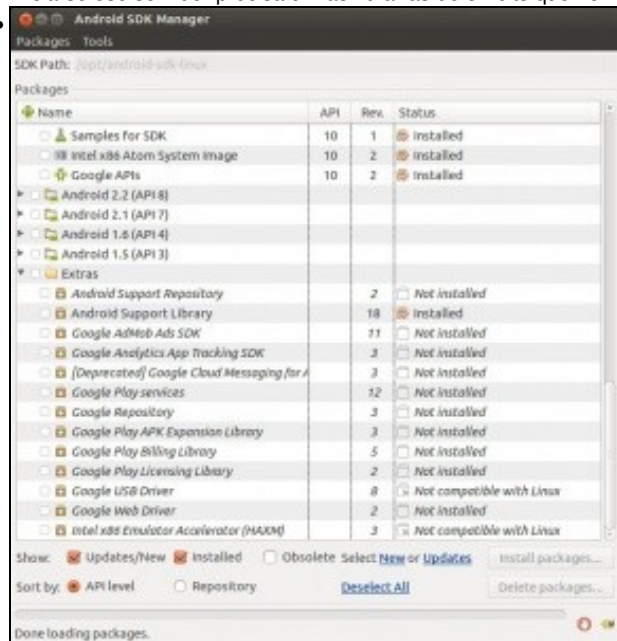 Android SDK Manager
Packages Tools
SDK Path: /opt/android-sdk-linux
Packages
Name API Rev. Status
Samples for SDK 10 1 Installed
Intel x86 Atom System Image 10 2 Installed
Google APIs 10 2 Installed
Android 2.2 (API 8)
Android 2.1 (API 7)
Android 1.6 (API 4)
Android 1.5 (API 3)
Extras
Android Support Repository 2 Not installed
Android Support Library 18 Installed
Google AdMob Ads SDK 11 Not installed
Google Analytics App Tracking SDK 3 Not installed
[Deprecated] Google Cloud Messaging for A 3 Not installed
Google Play services 12 Not installed
Google Repository 3 Not installed
Google Play APK Expansion Library 3 Not installed
Google Play Billing Library 5 Not installed
Google Play Licensing Library 2 Not installed
Google USB Driver 8 Not compatible with Linux
Google Web Driver 2 Not installed
Intel x86 Emulator Accelerator (HAXM) 3 Not compatible with Linux
Show: Updates/New Installed Obsolete Select New or Updates Install packages...
Sort by: API level Repository Deselect All Delete packages...
Done loading packages.